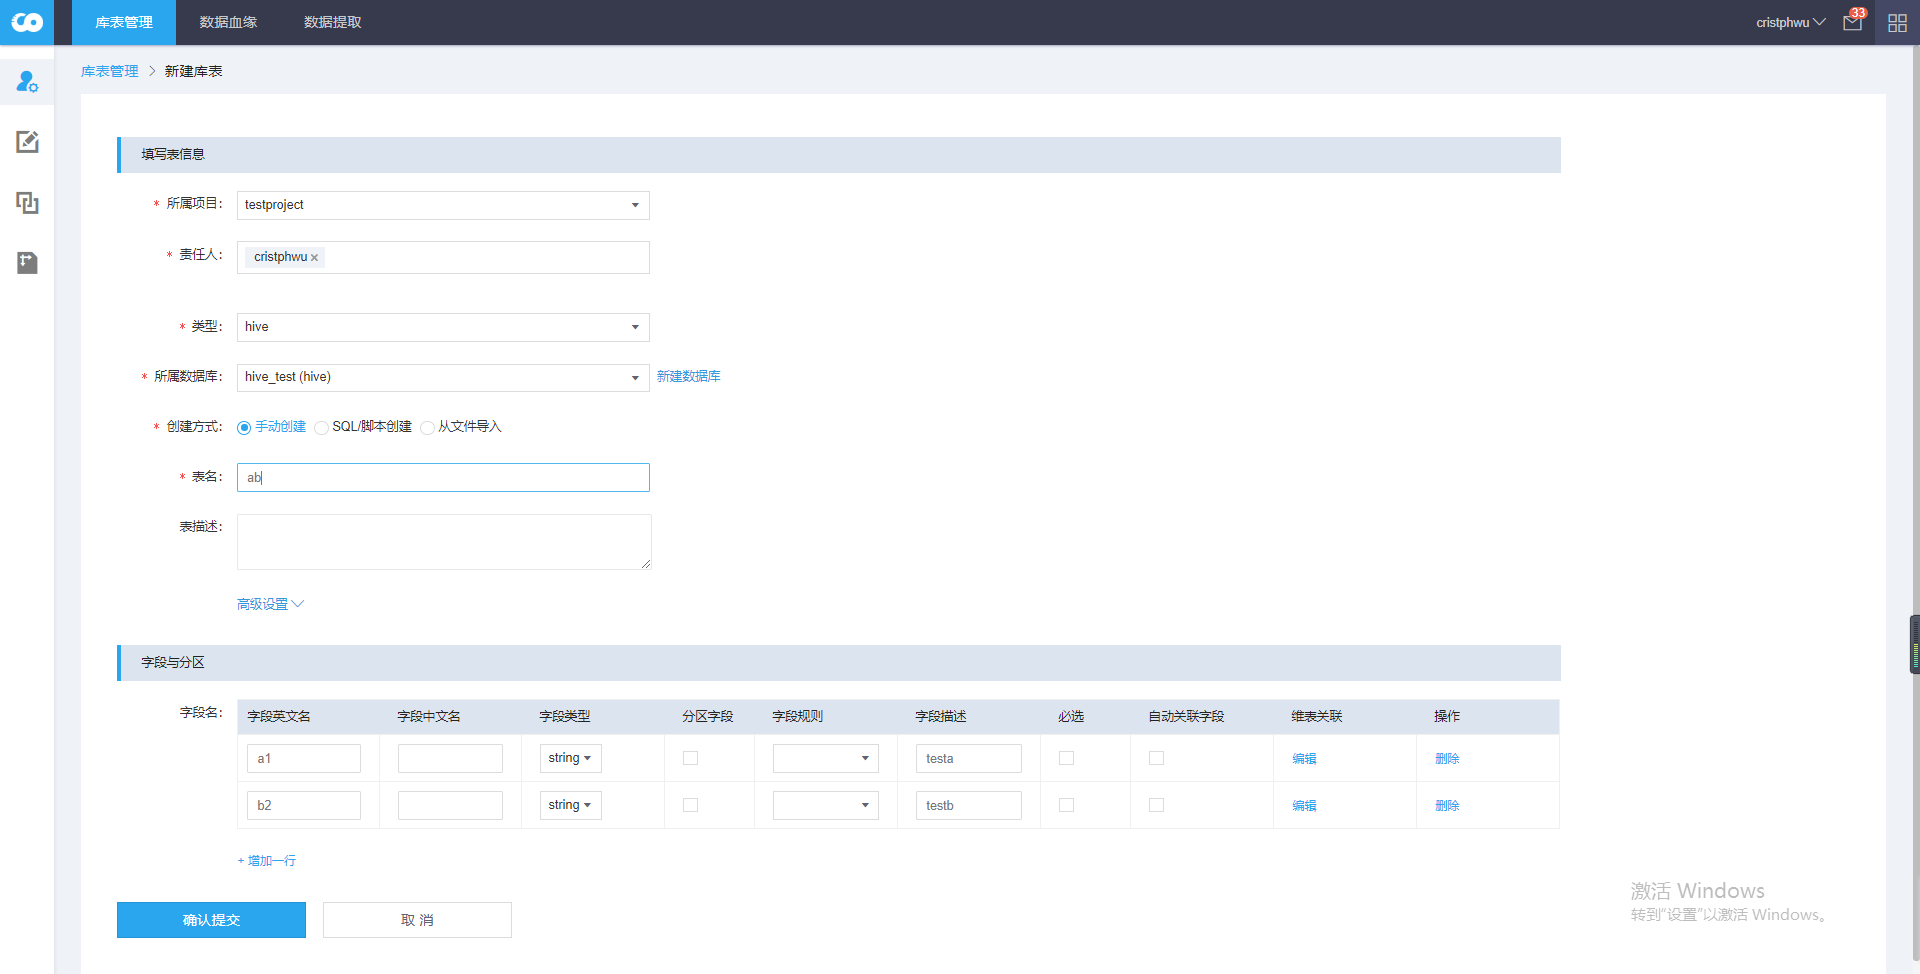 库表管理 数据血缘 数据提取 cristphwu 33
库表管理 > 新建库表
填写表信息
* 所属项目: testproject
* 责任人: cristphwu ×
* 类型: hive
* 所属数据库: hive_test (hive) 新建数据库
* 创建方式: 手动创建 SQL/脚本创建 从文件导入
* 表名: ab
表描述:
高级设置
字段与分区
字段名: 字段英文名 字段中文名 字段类型 分区字段 字段规则 字段描述 必选 自动关联字段 维表关联 操作
a1 string testa 编辑 删除
b2 string testb 编辑 删除
+ 增加一行
确认提交 取 消
激活 Windows
转到“设置”以激活 Windows。